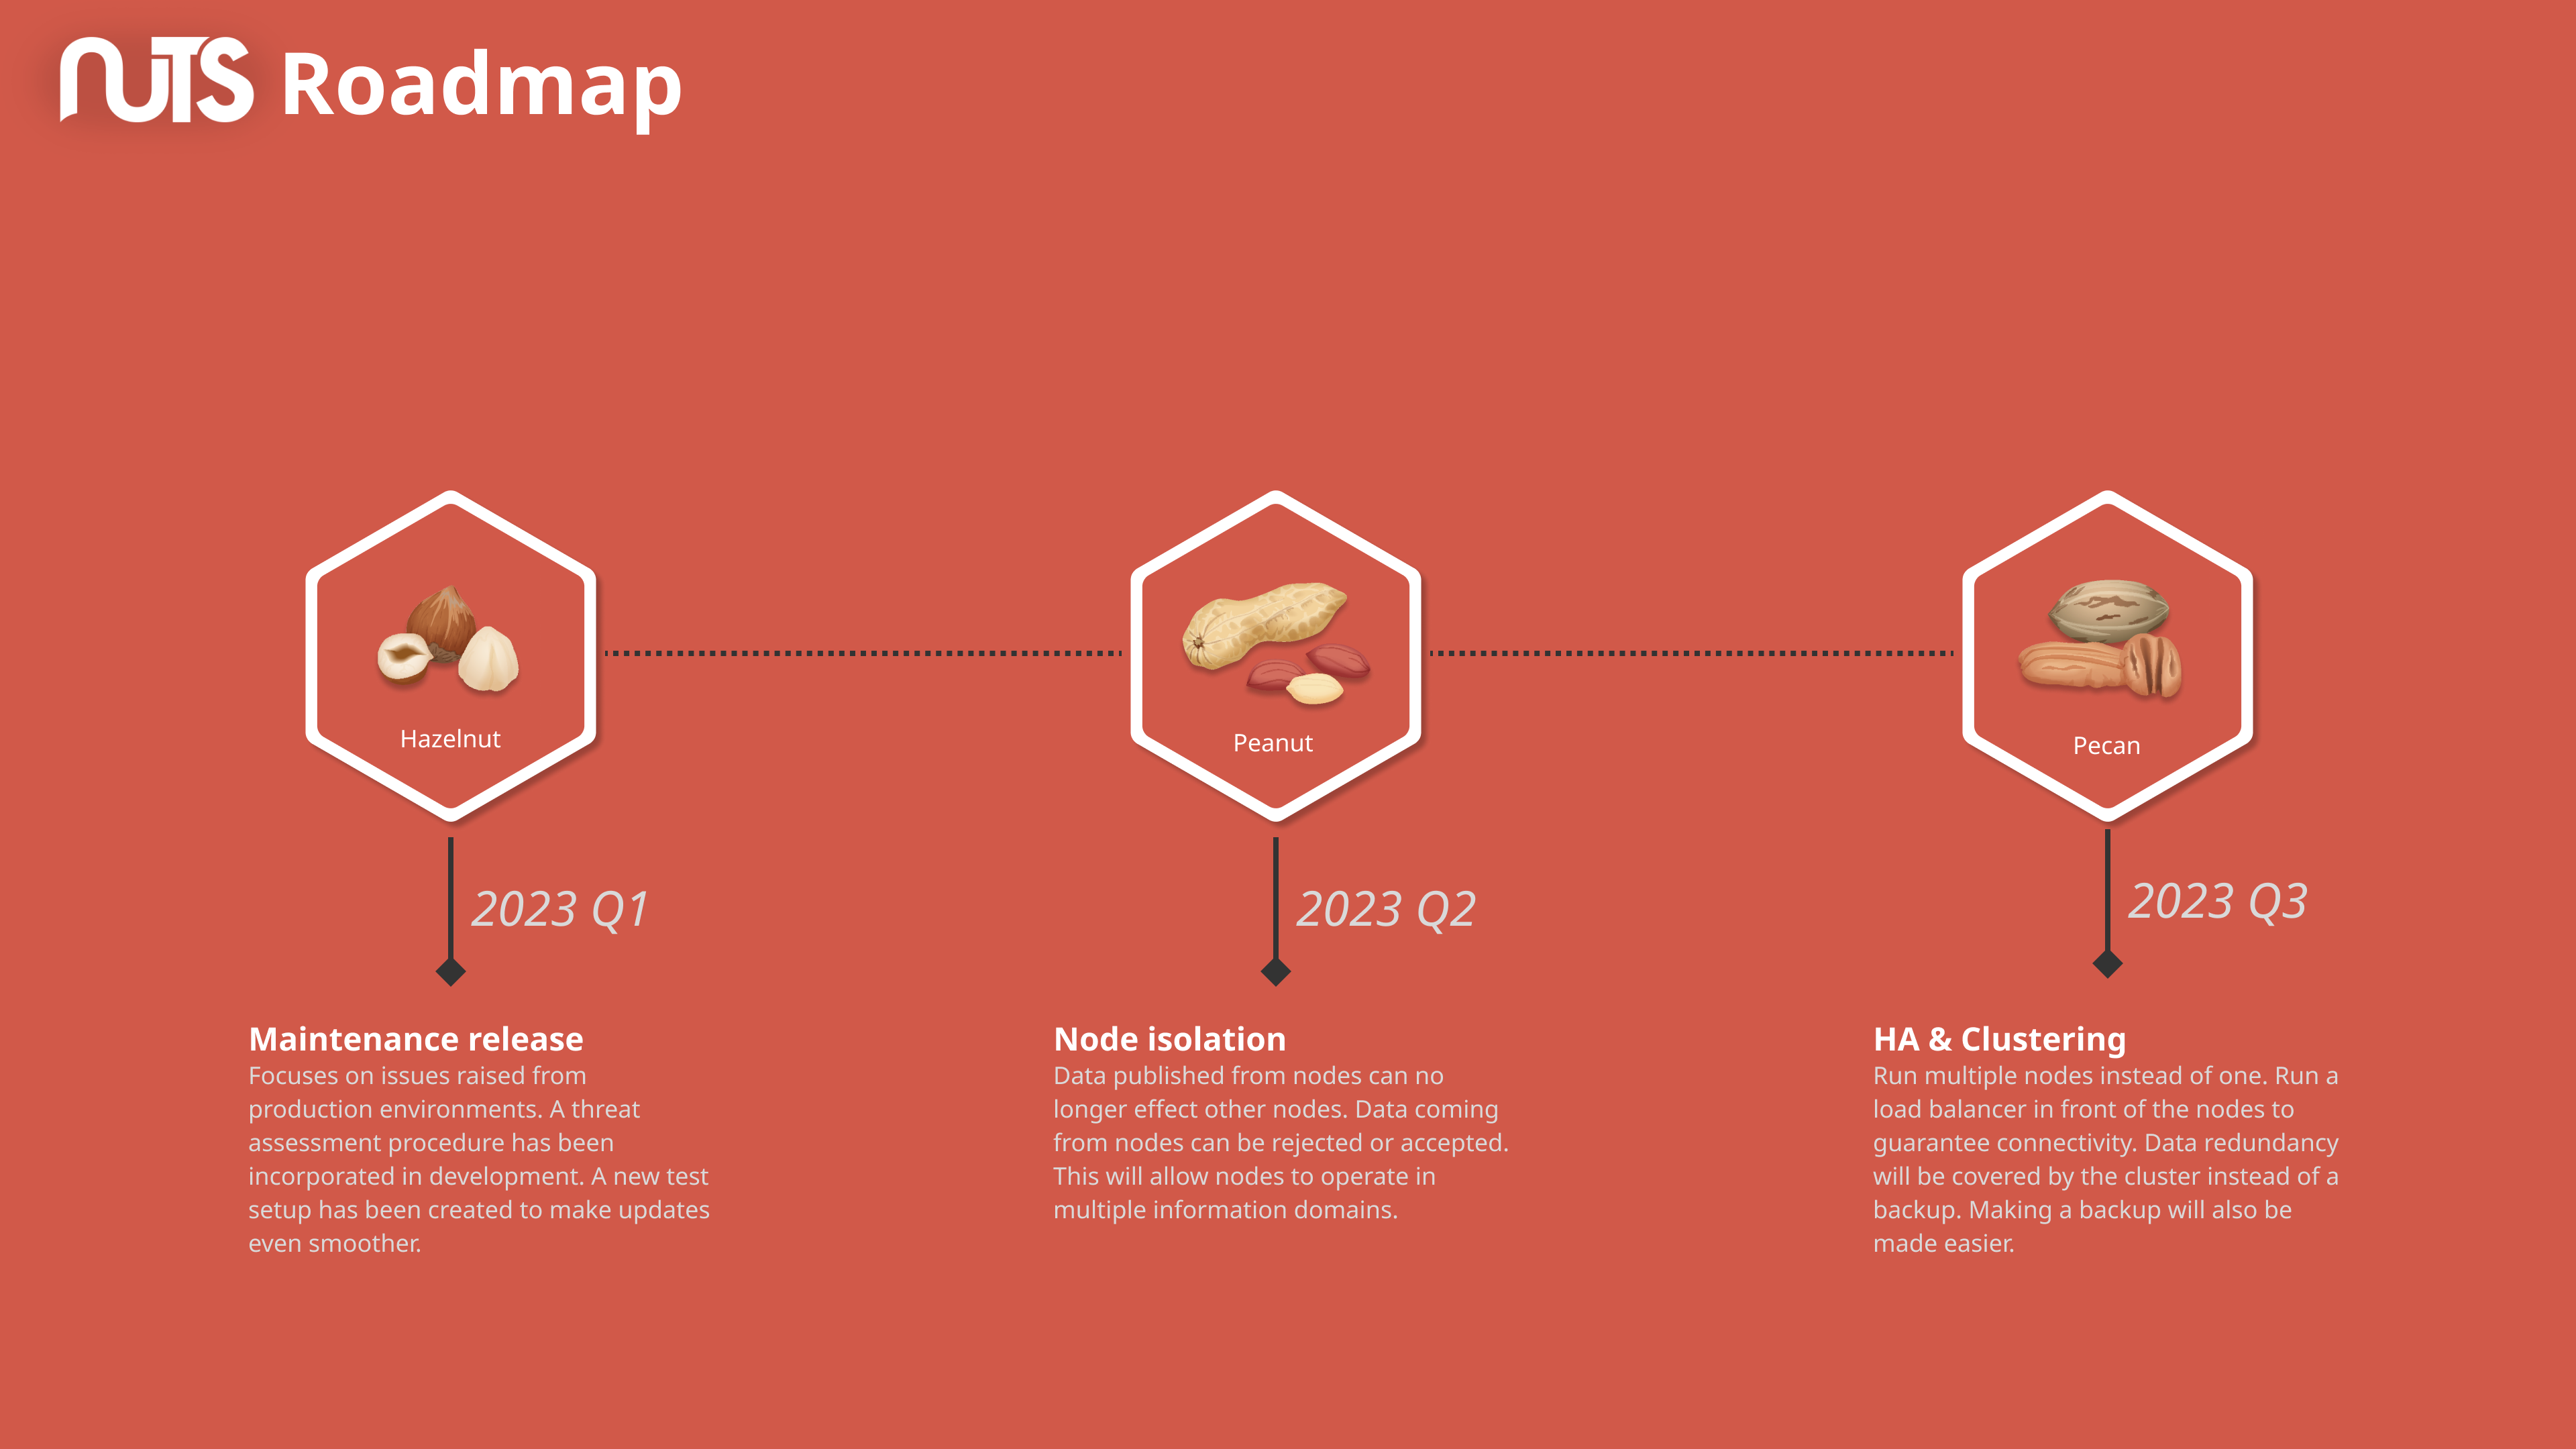 NUTS Roadmap
Hazelnut
Peanut
Pecan
2023 Q1
2023 Q2
2023 Q3
Maintenance release
Focuses on issues raised from
production environments. A threat
assessment procedure has been
incorporated in development. A new test
setup has been created to make updates
even smoother.
Node isolation
Data published from nodes can no
longer effect other nodes. Data coming
from nodes can be rejected or accepted.
This will allow nodes to operate in
multiple information domains.
HA & Clustering
Run multiple nodes instead of one. Run a
load balancer in front of the nodes to
guarantee connectivity. Data redundancy
will be covered by the cluster instead of a
backup. Making a backup will also be
made easier.